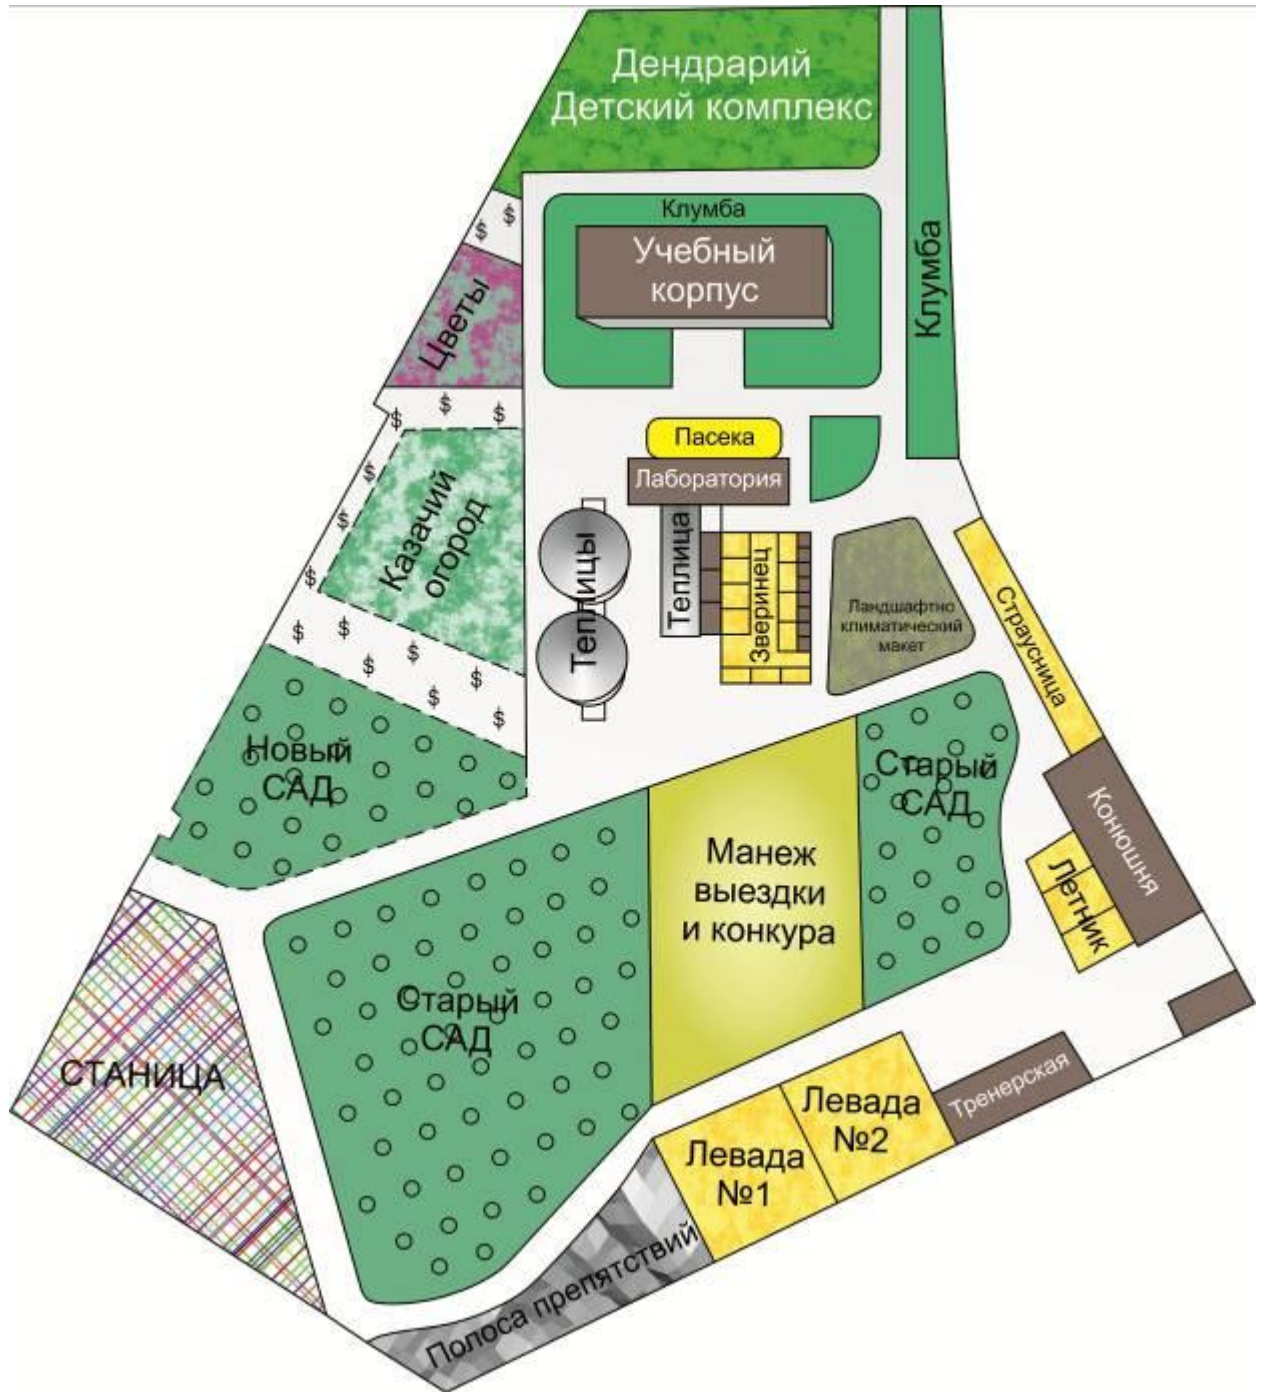 Дендрарий
Детский комплекс
Клумба
Учебный
корпус
Клумба
Цветы
Пасека
Лаборатория
Казачий
огород
Теплицы
Теплица
Зверинец
Ландшафтно
климатический
макет
Страусница
Новый
САД
Старый
САД
Манеж
выездки
и конкура
Конюшня
Летник
Старый
САД
СТАНИЦА
Тренерская
Левада
№2
Левада
№1
Полоса препятствий